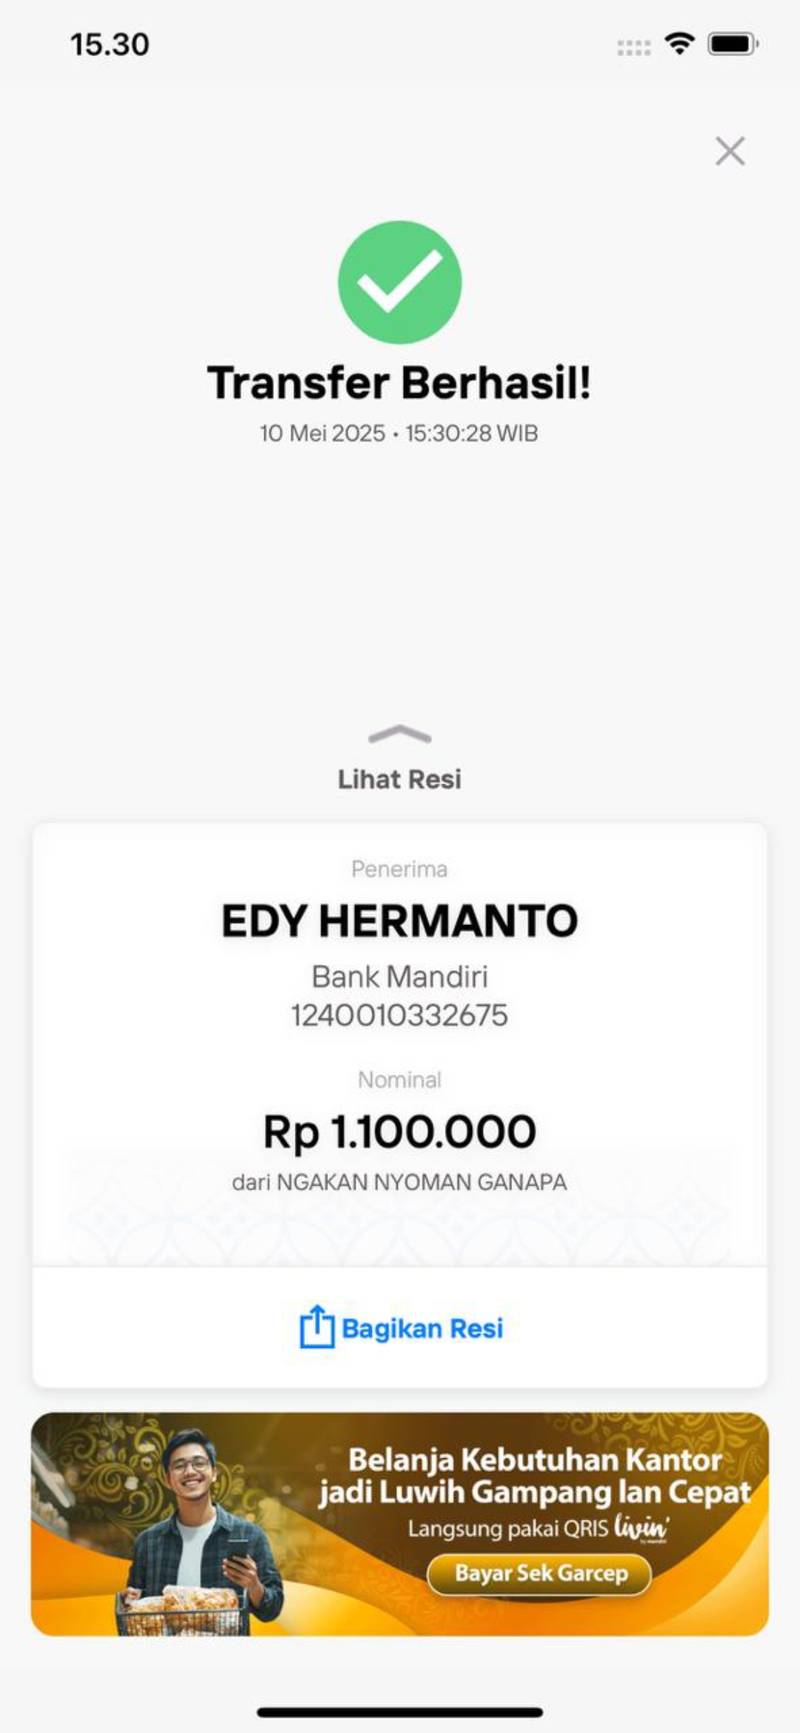 15.30
Transfer Berhasil!
10 Mei 2025 • 15:30:28 WIB
Lihat Resi
Penerima
EDY HERMANTO
Bank Mandiri
1240010332675
Nominal
Rp 1.100.000
dari NGAKAN NYOMAN GANAPA
Bagikan Resi
Belanja Kebutuhan Kantor
jadi Luwih Gampang lan Cepat
Langsung pakai QRIS livin'
by mandiri
Bayar Sek Garcep